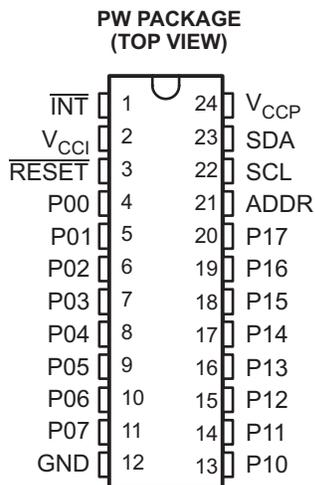 PW PACKAGE
(TOP VIEW)
INT 1 24 VCCP
VCCI 2 23 SDA
RESET 3 22 SCL
P00 4 21 ADDR
P01 5 20 P17
P02 6 19 P16
P03 7 18 P15
P04 8 17 P14
P05 9 16 P13
P06 10 15 P12
P07 11 14 P11
GND 12 13 P10